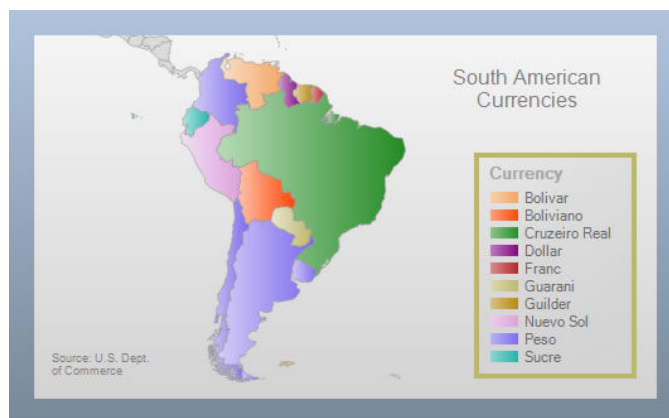 South American
Currencies
Currency
Bolivar
Boliviano
Cruzeiro Real
Dollar
Franc
Guarani
Guilder
Nuevo Sol
Peso
Sucre
Source: U.S. Dept.
of Commerce